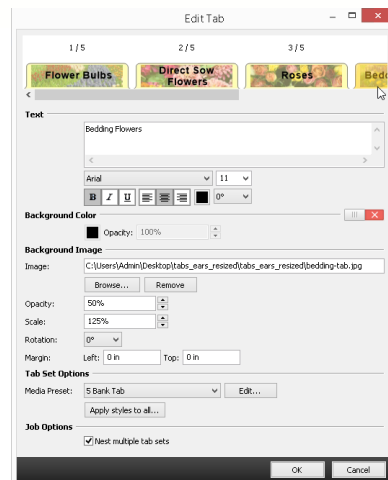 Edit Tab
1/5 2/5 3/5
Flower Bulbs Direct Sow Flowers Roses Bedd
Text
Bedding Flowers
Arial 11
B I U 0°
Background Color
Opacity: 100%
Background Image
Image: C:\Users\Admin\Desktop\tabs_ears_resized\tabs_ears_resized\bedding-tab.jpg
Browse... Remove
Opacity: 50%
Scale: 125%
Rotation: 0°
Margin: Left: 0 in Top: 0 in
Tab Set Options
Media Preset: 5 Bank Tab Edit...
Apply styles to all...
Job Options
Nest multiple tab sets
OK Cancel